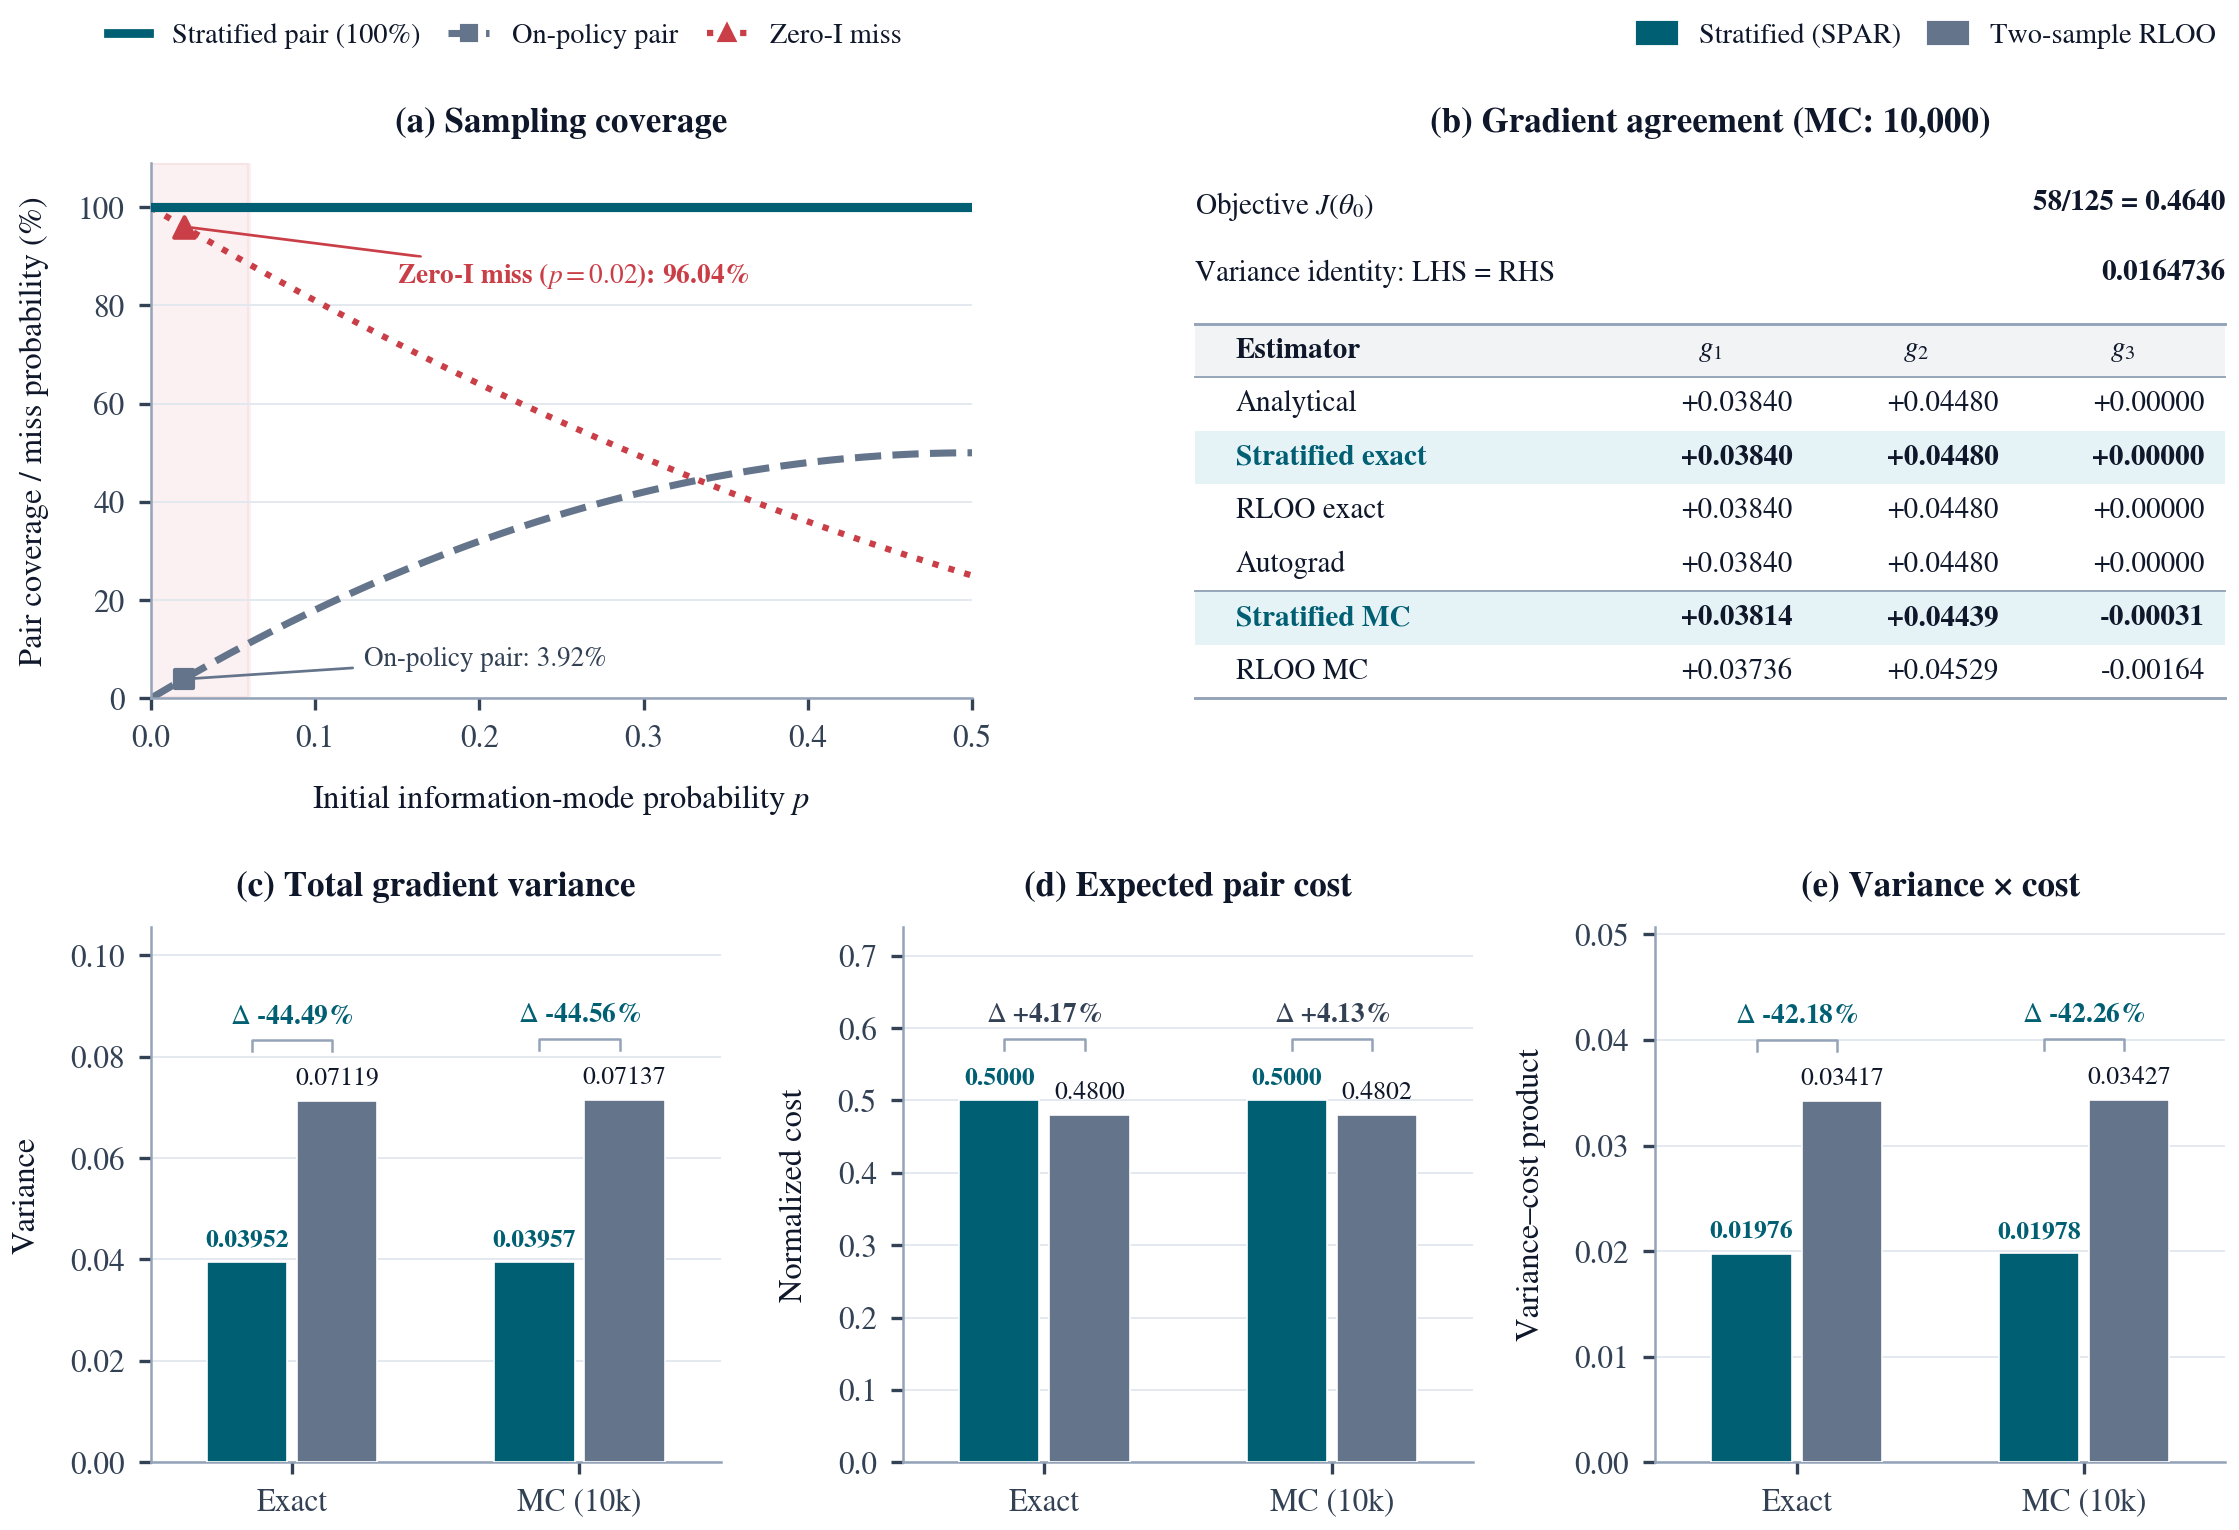 Stratified pair (100%) On-policy pair Zero-I miss
Stratified (SPAR) Two-sample RLOO
(a) Sampling coverage
Pair coverage / miss probability (%)
100
80
60
40
20
0
Zero-I miss (p = 0.02): 96.04%
On-policy pair: 3.92%
0.0 0.1 0.2 0.3 0.4 0.5
Initial information-mode probability p
(b) Gradient agreement (MC: 10,000)
Objective J(θ₀) 58/125 = 0.4640
Variance identity: LHS = RHS 0.0164736
Estimator g₁ g₂ g₃
Analytical +0.03840 +0.04480 +0.00000
Stratified exact +0.03840 +0.04480 +0.00000
RLOO exact +0.03840 +0.04480 +0.00000
Autograd +0.03840 +0.04480 +0.00000
Stratified MC +0.03814 +0.04439 -0.00031
RLOO MC +0.03736 +0.04529 -0.00164
(c) Total gradient variance
Variance
0.10
0.08
0.06
0.04
0.02
0.00
Δ -44.49% Δ -44.56%
0.07119 0.07137
0.03952 0.03957
Exact MC (10k)
(d) Expected pair cost
Normalized cost
0.7
0.6
0.5
0.4
0.3
0.2
0.1
0.0
Δ +4.17% Δ +4.13%
0.5000 0.4800 0.5000 0.4802
Exact MC (10k)
(e) Variance × cost
Variance–cost product
0.05
0.04
0.03
0.02
0.01
0.00
Δ -42.18% Δ -42.26%
0.03417 0.03427
0.01976 0.01978
Exact MC (10k)